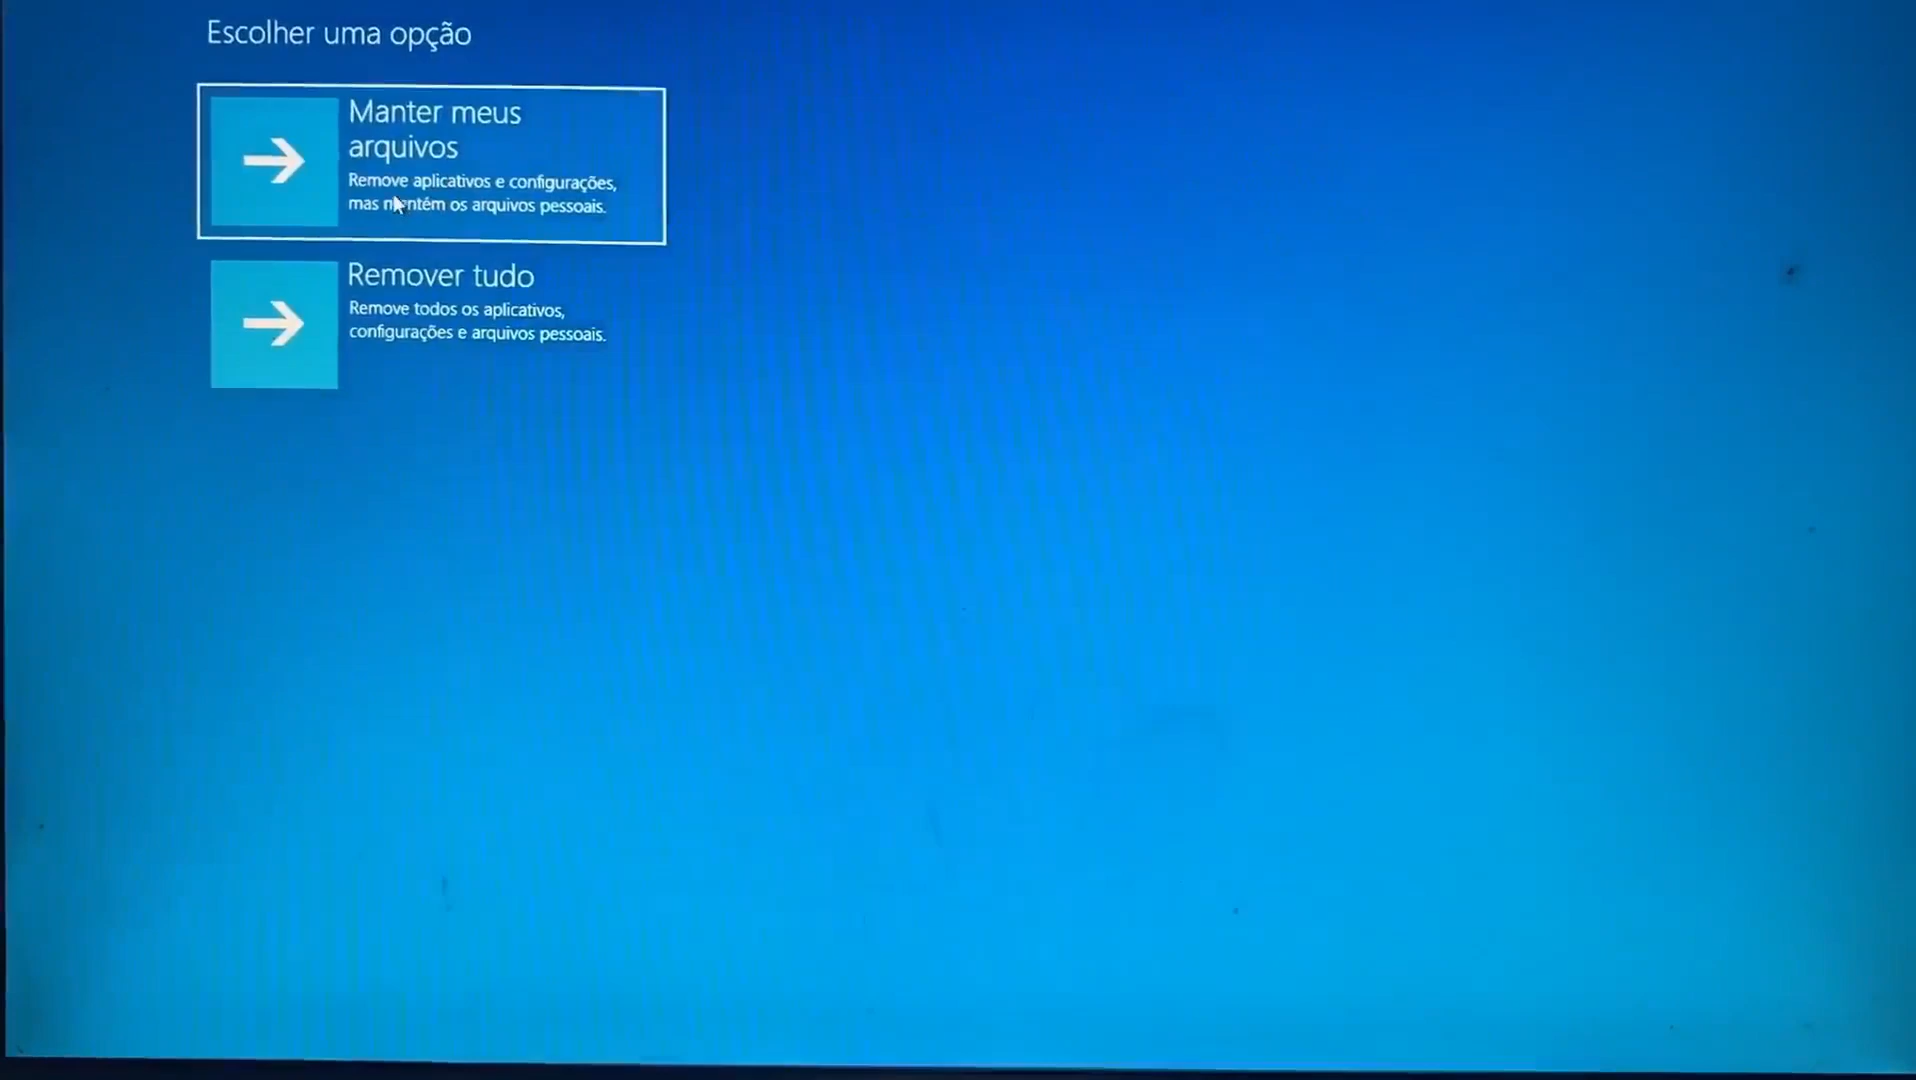 Escolher uma opção
Manter meus
arquivos
Remove aplicativos e configurações,
mas mantém os arquivos pessoais.
Remover tudo
Remove todos os aplicativos,
configurações e arquivos pessoais.